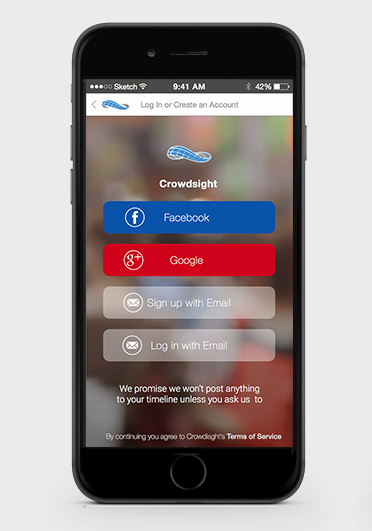 ●●●○○ Sketch 9:41 AM 42%
Log In or Create an Account
Crowdsight
f Facebook
g+ Google
Sign up with Email
Log in with Email
We promise we won't post anything
to your timeline unless you ask us to
By continuing you agree to Crowdisght's Terms of Service